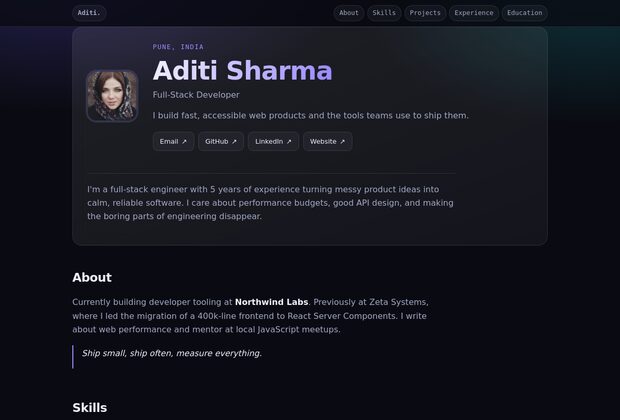 Aditi.
About
Skills
Projects
Experience
Education
PUNE, INDIA
Aditi Sharma
Full-Stack Developer
I build fast, accessible web products and the tools teams use to ship them.
Email ↗
GitHub ↗
LinkedIn ↗
Website ↗
I'm a full-stack engineer with 5 years of experience turning messy product ideas into
calm, reliable software. I care about performance budgets, good API design, and making
the boring parts of engineering disappear.
About
Currently building developer tooling at Northwind Labs. Previously at Zeta Systems,
where I led the migration of a 400k-line frontend to React Server Components. I write
about web performance and mentor at local JavaScript meetups.
Ship small, ship often, measure everything.
Skills